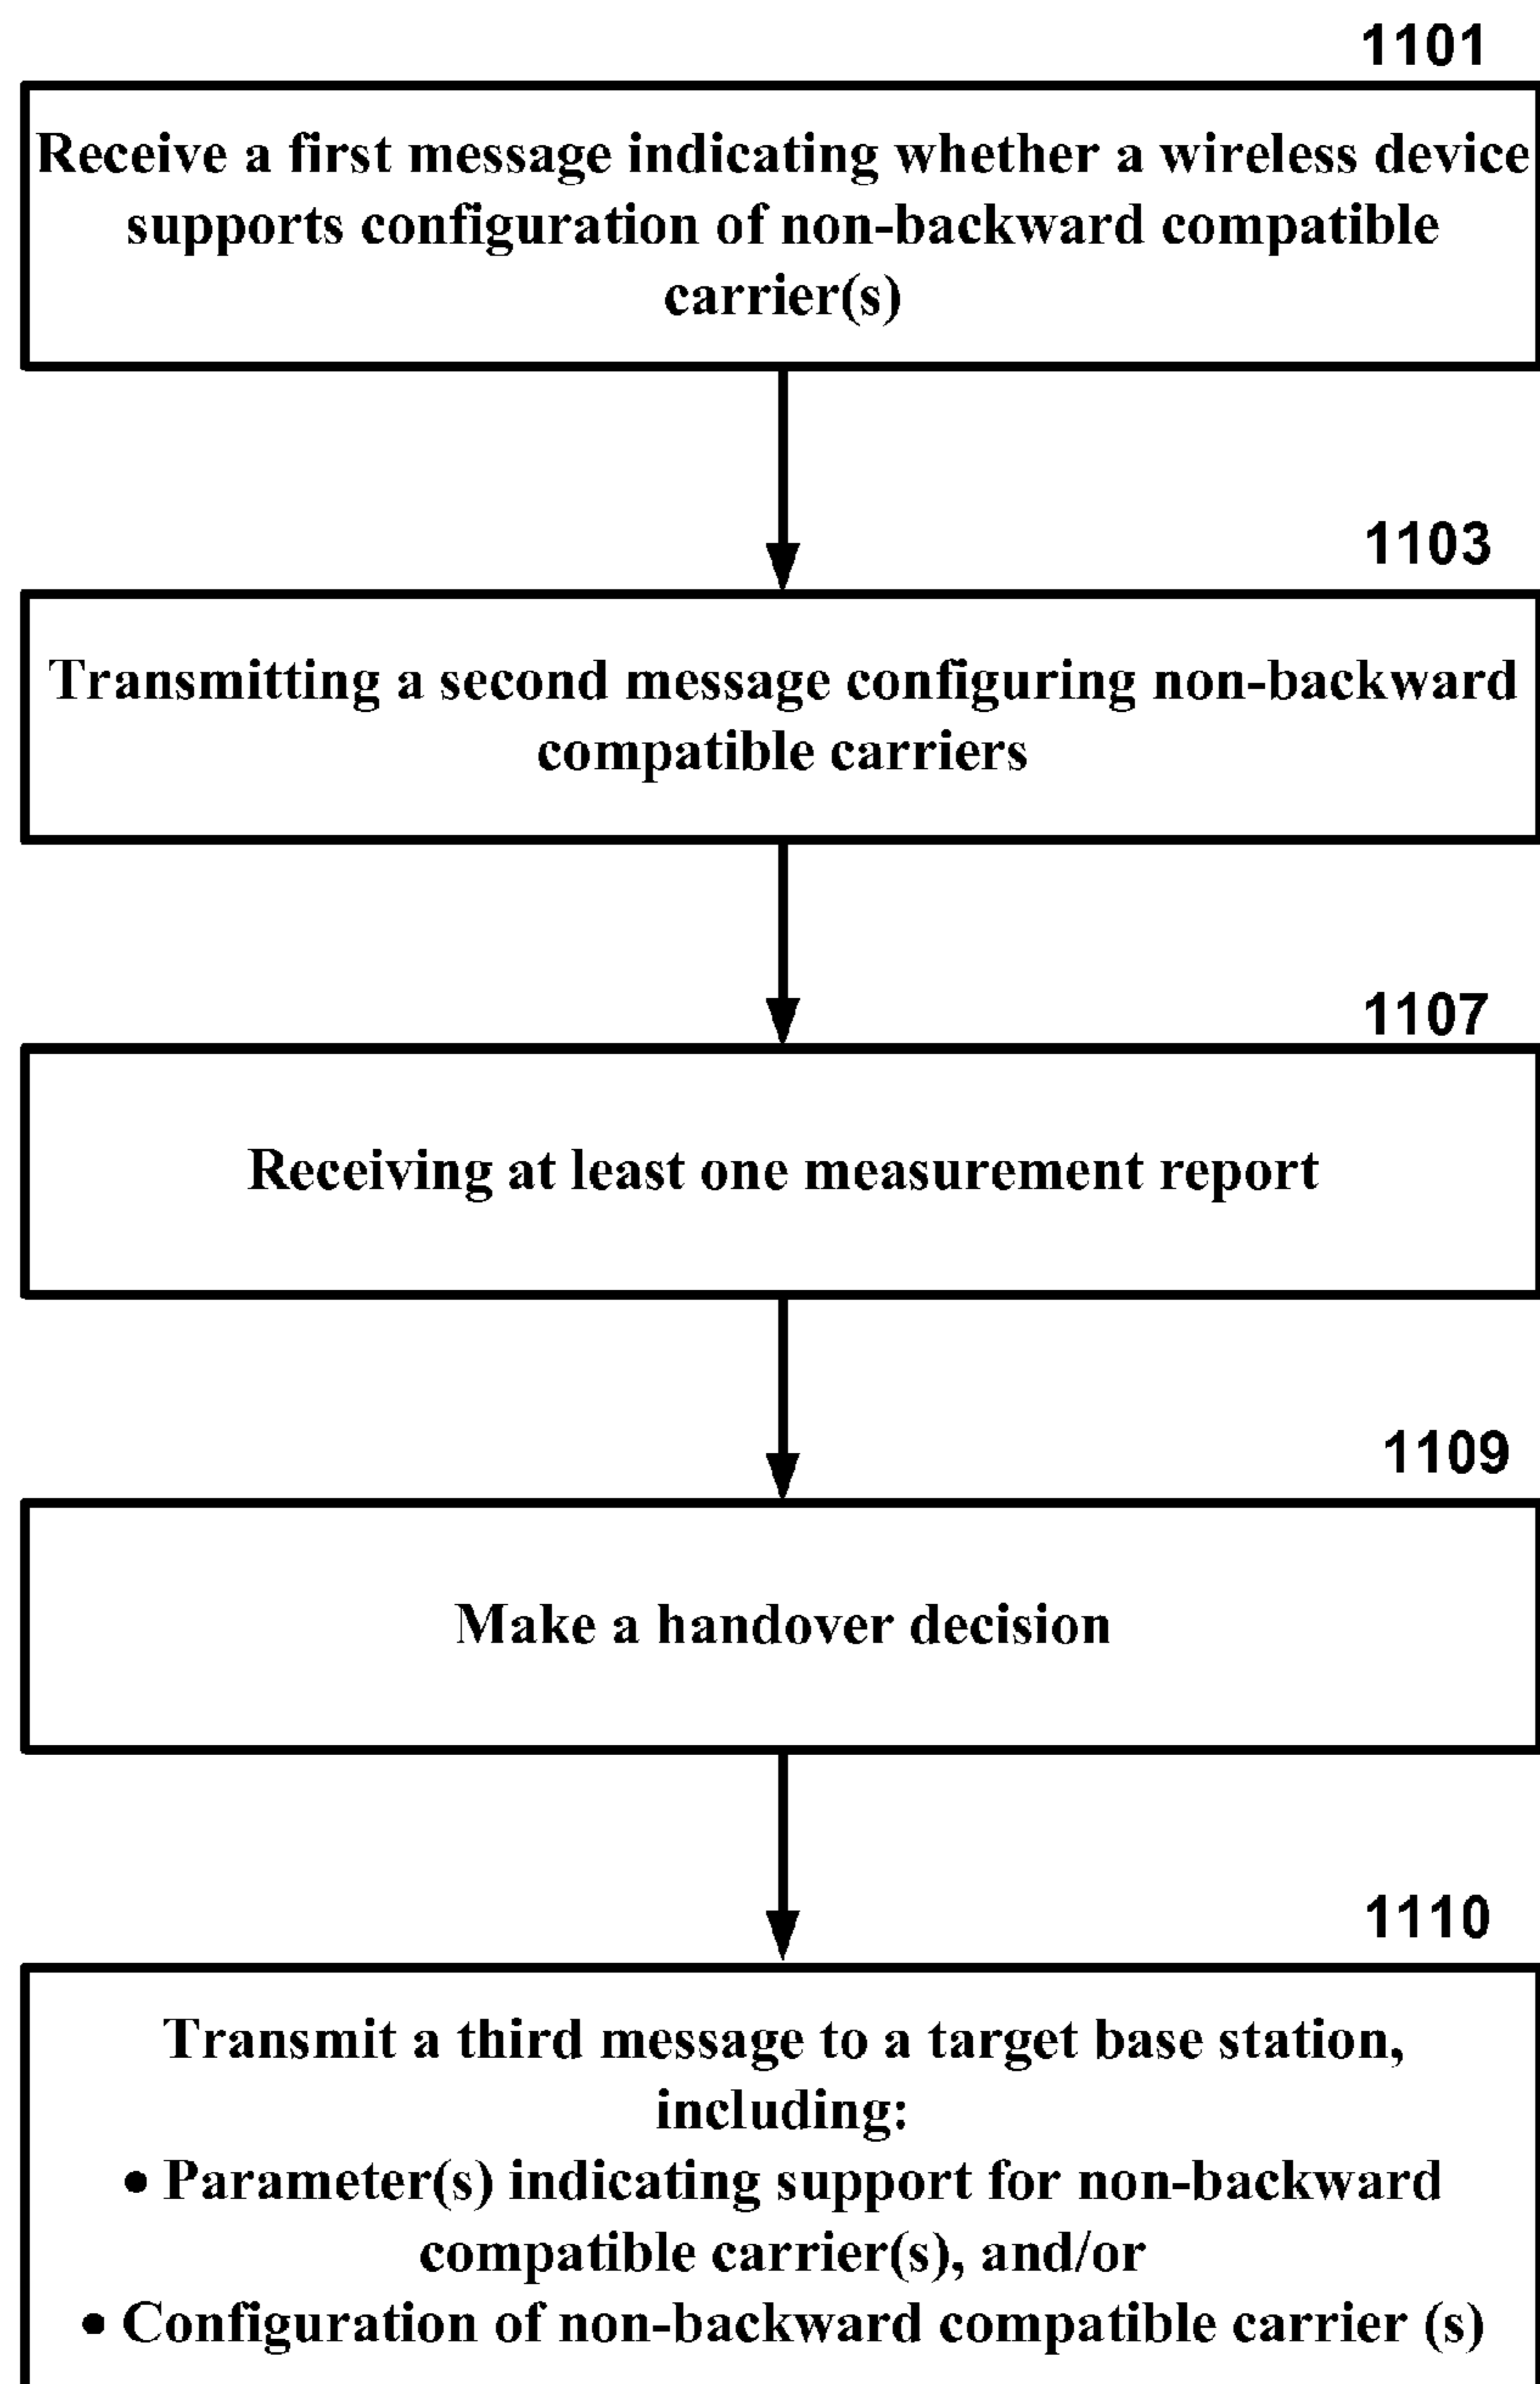 1101
Receive a first message indicating whether a wireless device
supports configuration of non-backward compatible
carrier(s)
1103
Transmitting a second message configuring non-backward
compatible carriers
1107
Receiving at least one measurement report
1109
Make a handover decision
1110
Transmit a third message to a target base station,
including:
• Parameter(s) indicating support for non-backward
compatible carrier(s), and/or
• Configuration of non-backward compatible carrier (s)